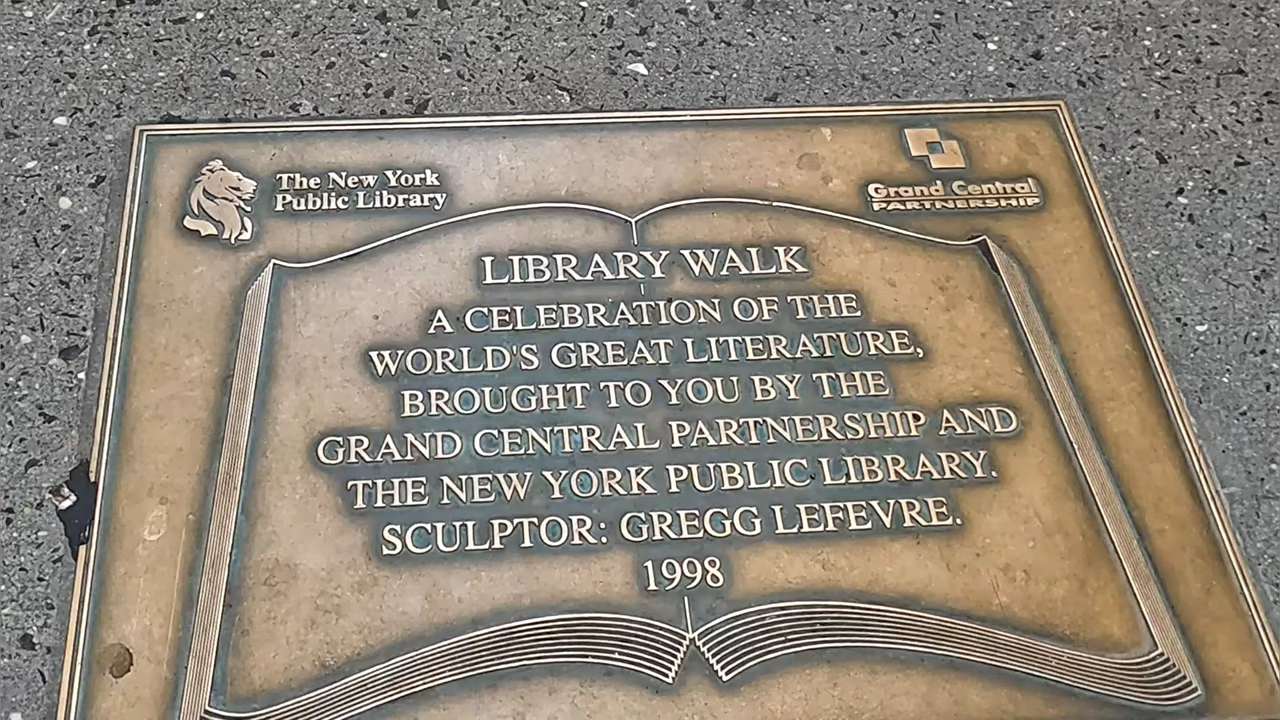 The New York
Public Library
Grand Central
PARTNERSHIP
LIBRARY WALK
A CELEBRATION OF THE
WORLD'S GREAT LITERATURE,
BROUGHT TO YOU BY THE
GRAND CENTRAL PARTNERSHIP AND
THE NEW YORK PUBLIC LIBRARY.
SCULPTOR: GREGG LEFEVRE.
1998